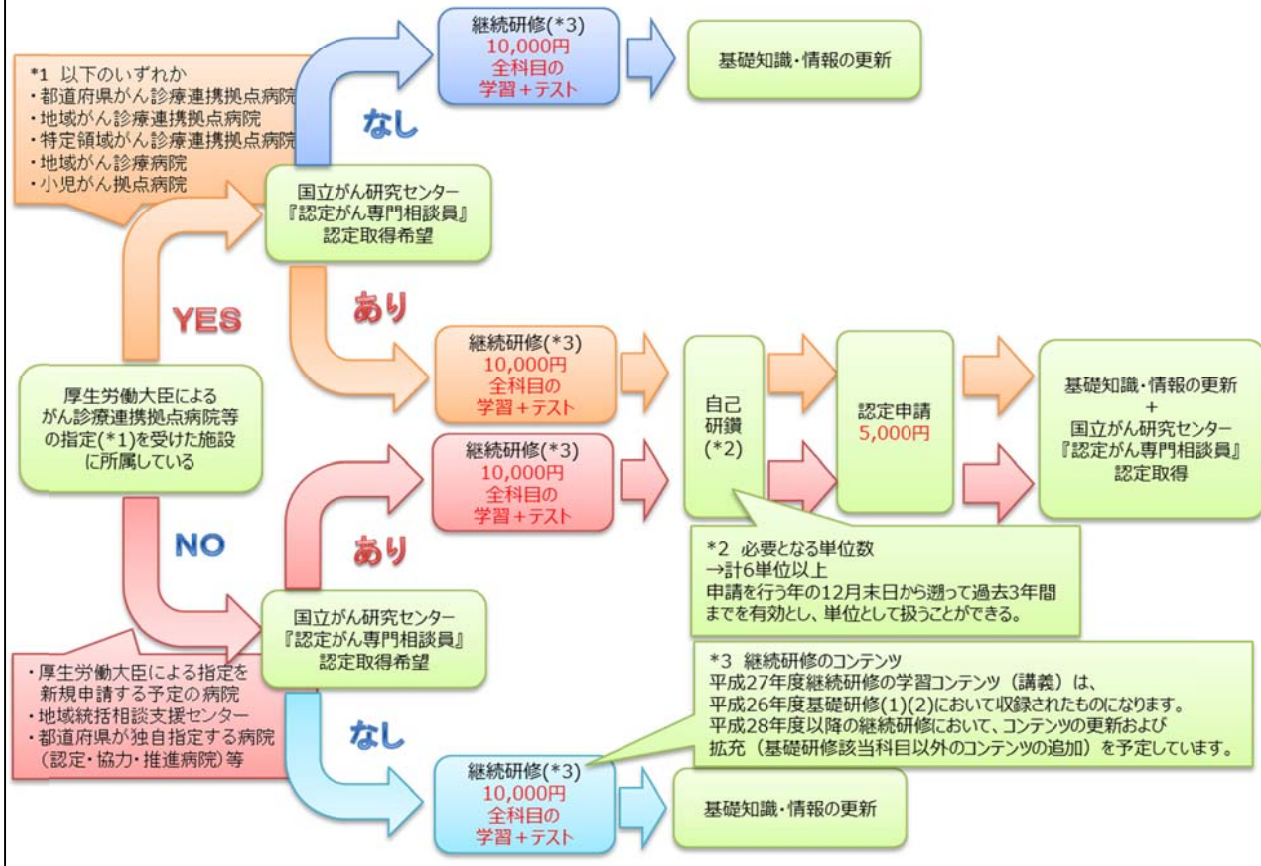 *1 以下のいずれか
・都道府県がん診療連携拠点病院
・地域がん診療連携拠点病院
・特定領域がん診療連携拠点病院
・地域がん診療病院
・小児がん拠点病院
継続研修(*3)
10,000円
全科目の
学習+テスト
基礎知識・情報の更新
なし
国立がん研究センター
『認定がん専門相談員』
認定取得希望
YES
あり
厚生労働大臣による
がん診療連携拠点病院等
の指定(*1)を受けた施設
に所属している
継続研修(*3)
10,000円
全科目の
学習+テスト
継続研修(*3)
10,000円
全科目の
学習+テスト
自己
研鑽
(*2)
認定申請
5,000円
基礎知識・情報の更新
+
国立がん研究センター
『認定がん専門相談員』
認定取得
NO
あり
*2 必要となる単位数
→計6単位以上
申請を行う年の12月末日から遡って過去3年間
までを有効とし、単位として扱うことができる。
国立がん研究センター
『認定がん専門相談員』
認定取得希望
・厚生労働大臣による指定を
新規申請する予定の病院
・地域統括相談支援センター
・都道府県が独自指定する病院
(認定・協力・推進病院)等
なし
*3 継続研修のコンテンツ
平成27年度継続研修の学習コンテンツ（講義）は、
平成26年度基礎研修(1)(2)において収録されたものになります。
平成28年度以降の継続研修において、コンテンツの更新および
拡充（基礎研修該当科目以外のコンテンツの追加）を予定しています。
継続研修(*3)
10,000円
全科目の
学習+テスト
基礎知識・情報の更新